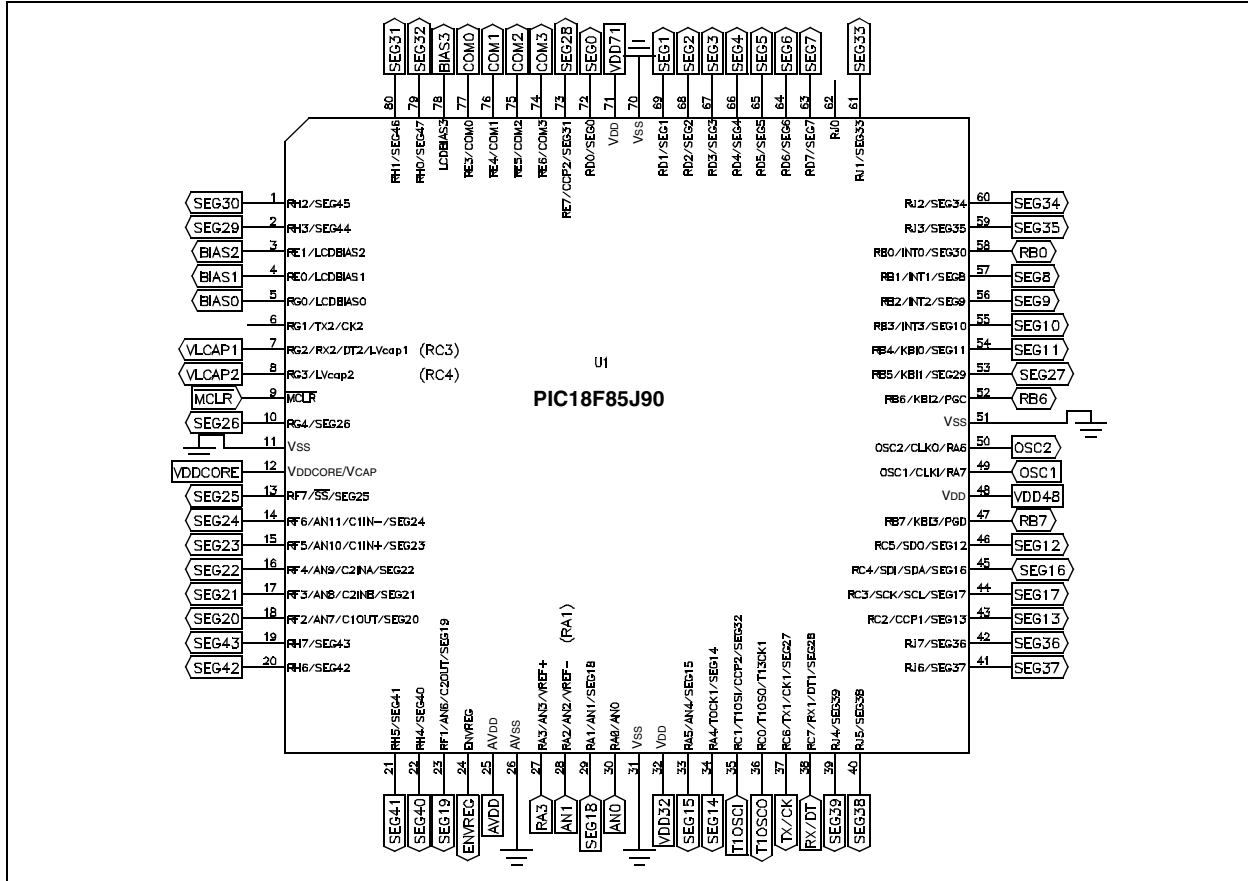 SEG31 SEG32 BIAS3 COM0 COM1 COM2 COM3 SEG28 SEG0 VDD71 SEG1 SEG2 SEG3 SEG4 SEG5 SEG6 SEG7 SEG33
80 79 78 77 76 75 74 73 72 71 70 69 68 67 66 65 64 63 62 61
RH1/SEG46 RH0/SEG47 LCDBIAS3 RE3/COM0 RE4/COM1 RE5/COM2 RE6/COM3 RE7/CCP2/SEG31 RD0/SEG0 VDD VSS RD1/SEG1 RD2/SEG2 RD3/SEG3 RD4/SEG4 RD5/SEG5 RD6/SEG6 RD7/SEG7 RJ0 RJ1/SEG33
SEG30 1 RH2/SEG45
SEG29 2 RH3/SEG44
BIAS2 3 RE1/LCDBIAS2
BIAS1 4 RE0/LCDBIAS1
BIAS0 5 RG0/LCDBIAS0
6 RG1/TX2/CK2
VLCAP1 7 RG2/RX2/DT2/LVcap1 (RC3)
VLCAP2 8 RG3/LVcap2 (RC4)
MCLR 9 MCLR
SEG26 10 RG4/SEG26
11 VSS
VDDCORE 12 VDDCORE/VCAP
SEG25 13 RF7/SS/SEG25
SEG24 14 RF6/AN11/C1IN-/SEG24
SEG23 15 RF5/AN10/C1IN+/SEG23
SEG22 16 RF4/AN9/C2INA/SEG22
SEG21 17 RF3/AN8/C2INB/SEG21
SEG20 18 RF2/AN7/C1OUT/SEG20
SEG43 19 RH7/SEG43
SEG42 20 RH6/SEG42
U1
PIC18F85J90
RJ2/SEG34 60 SEG34
RJ3/SEG35 59 SEG35
RB0/INT0/SEG30 58 RB0
RB1/INT1/SEG8 57 SEG8
RB2/INT2/SEG9 56 SEG9
RB3/INT3/SEG10 55 SEG10
RB4/KBI0/SEG11 54 SEG11
RB5/KBI1/SEG29 53 SEG27
RB6/KBI2/PGC 52 RB6
VSS 51
OSC2/CLKO/RA6 50 OSC2
OSC1/CLKI/RA7 49 OSC1
VDD 48 VDD48
RB7/KBI3/PGD 47 RB7
RC5/SDO/SEG12 46 SEG12
RC4/SDI/SDA/SEG16 45 SEG16
RC3/SCK/SCL/SEG17 44 SEG17
RC2/CCP1/SEG13 43 SEG13
RJ7/SEG36 42 SEG36
RJ6/SEG37 41 SEG37
(RA1)
RH5/SEG41 RH4/SEG40 RF1/AN6/C2OUT/SEG19 ENVREG AVDD AVSS RA3/AN3/VREF+ RA2/AN2/VREF- RA1/AN1/SEG18 RA0/AN0 VSS VDD RA5/AN4/SEG15 RA4/T0CK1/SEG14 RC1/T1OSI/CCP2/SEG32 RC0/T1OSO/T13CK1 RC6/TX1/CK1/SEG27 RC7/RX1/DT1/SEG28 RJ4/SEG39 RJ5/SEG38
21 22 23 24 25 26 27 28 29 30 31 32 33 34 35 36 37 38 39 40
SEG41 SEG40 SEG19 ENVREG AVDD RA3 AN1 SEG18 AN0 VDD32 SEG15 SEG14 T1OSCI T1OSCO TX/CK RX/DT SEG39 SEG38